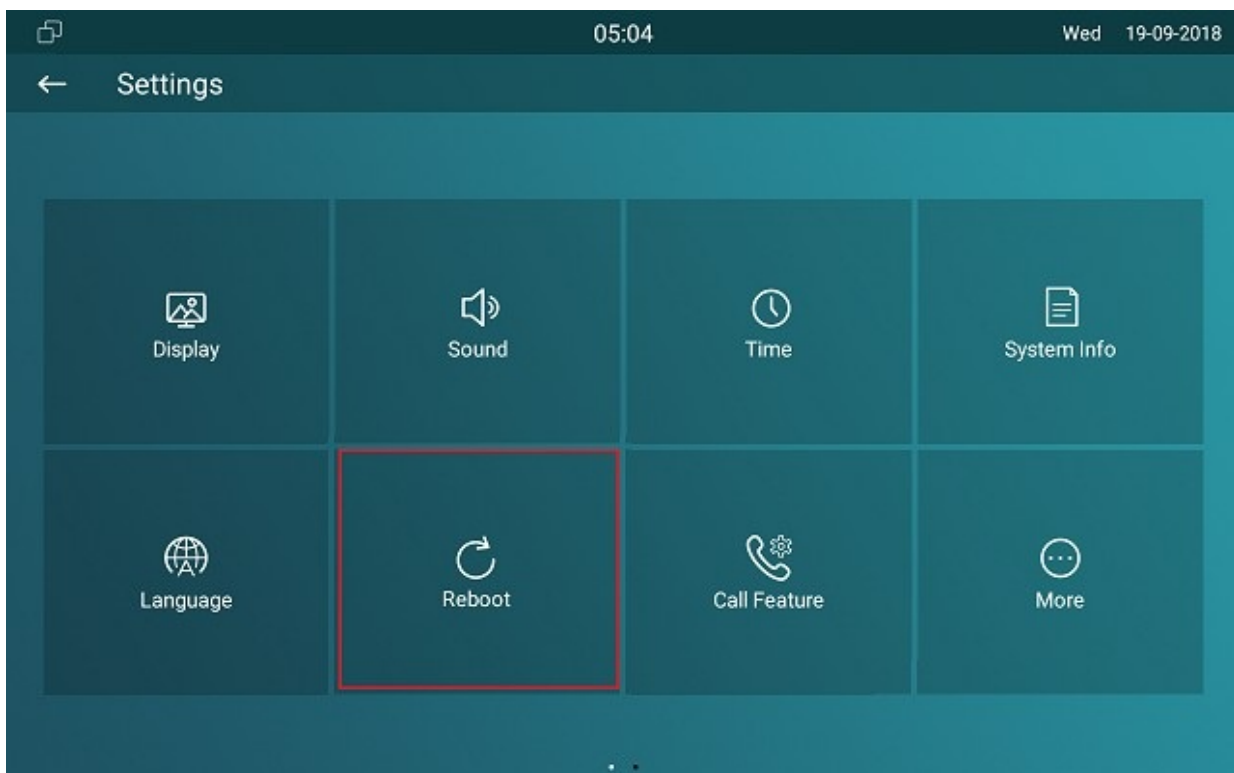 05:04 Wed 19-09-2018
Settings
Display Sound Time System Info
Language Reboot Call Feature More